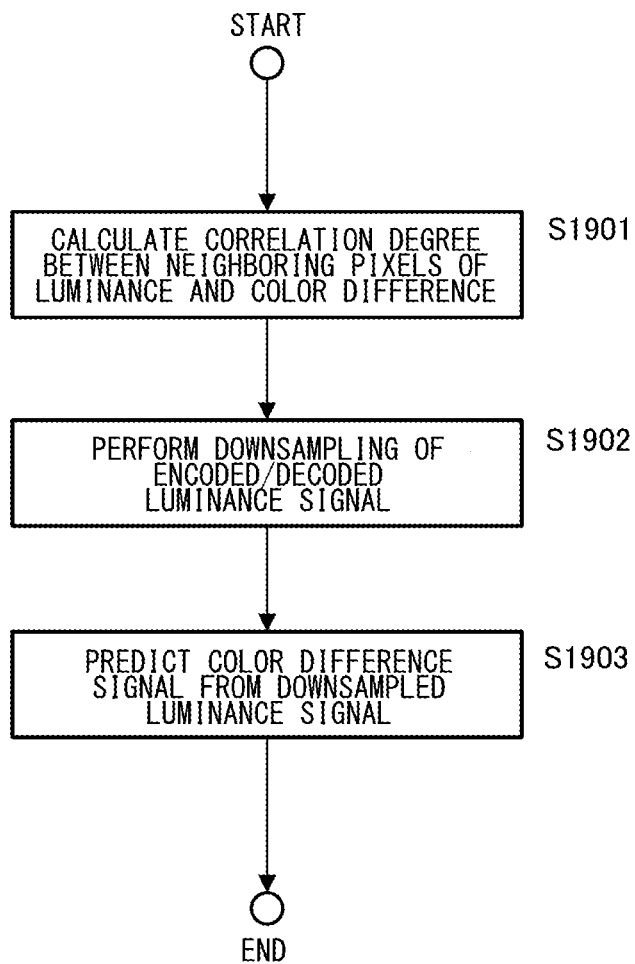 START
CALCULATE CORRELATION DEGREE
BETWEEN NEIGHBORING PIXELS OF
LUMINANCE AND COLOR DIFFERENCE
S1901
PERFORM DOWNSAMPLING OF
ENCODED/DECODED
LUMINANCE SIGNAL
S1902
PREDICT COLOR DIFFERENCE
SIGNAL FROM DOWNSAMPLED
LUMINANCE SIGNAL
S1903
END